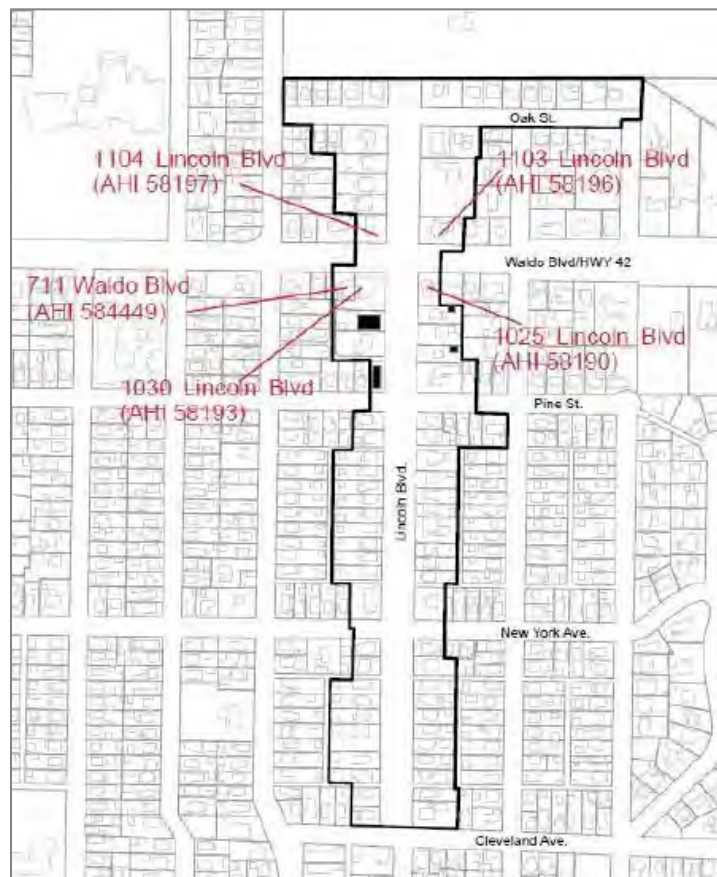 Oak St.
1104 Lincoln Blvd
(AHI 58197)
1103 Lincoln Blvd
(AHI 58196)
Waldo Blvd/HWY 42
711 Waldo Blvd
(AHI 584449)
1025 Lincoln Blvd
(AHI 58190)
1030 Lincoln Blvd
(AHI 58193)
Pine St.
Lincoln Blvd.
New York Ave.
Cleveland Ave.